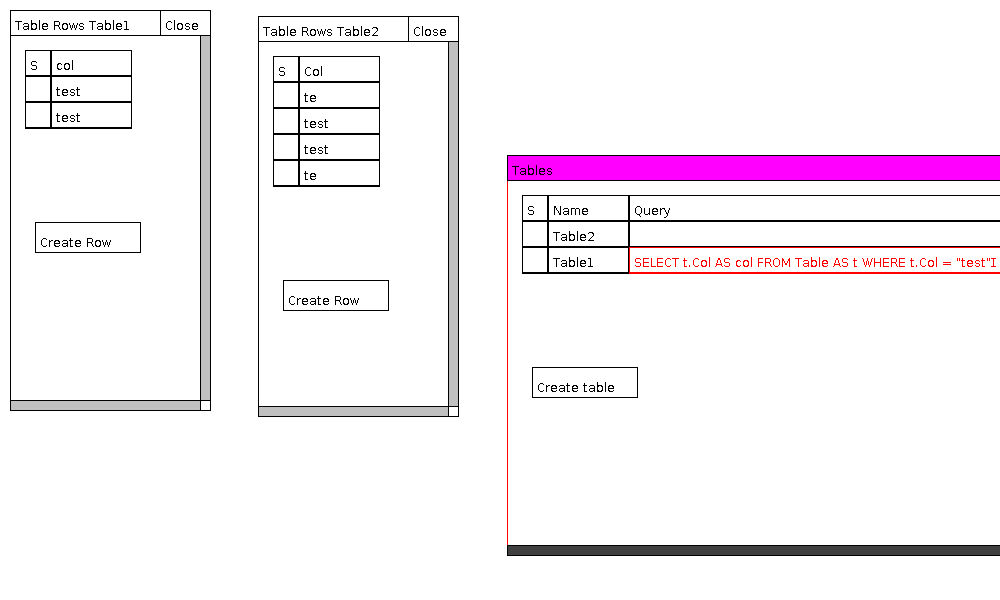 Table Rows Table1 Close
S col
test
test
Create Row
Table Rows Table2 Close
S Col
te
test
test
te
Create Row
Tables
S Name Query
Table2
Table1 SELECT t.Col AS col FROM Table AS t WHERE t.Col = "test"I
Create table